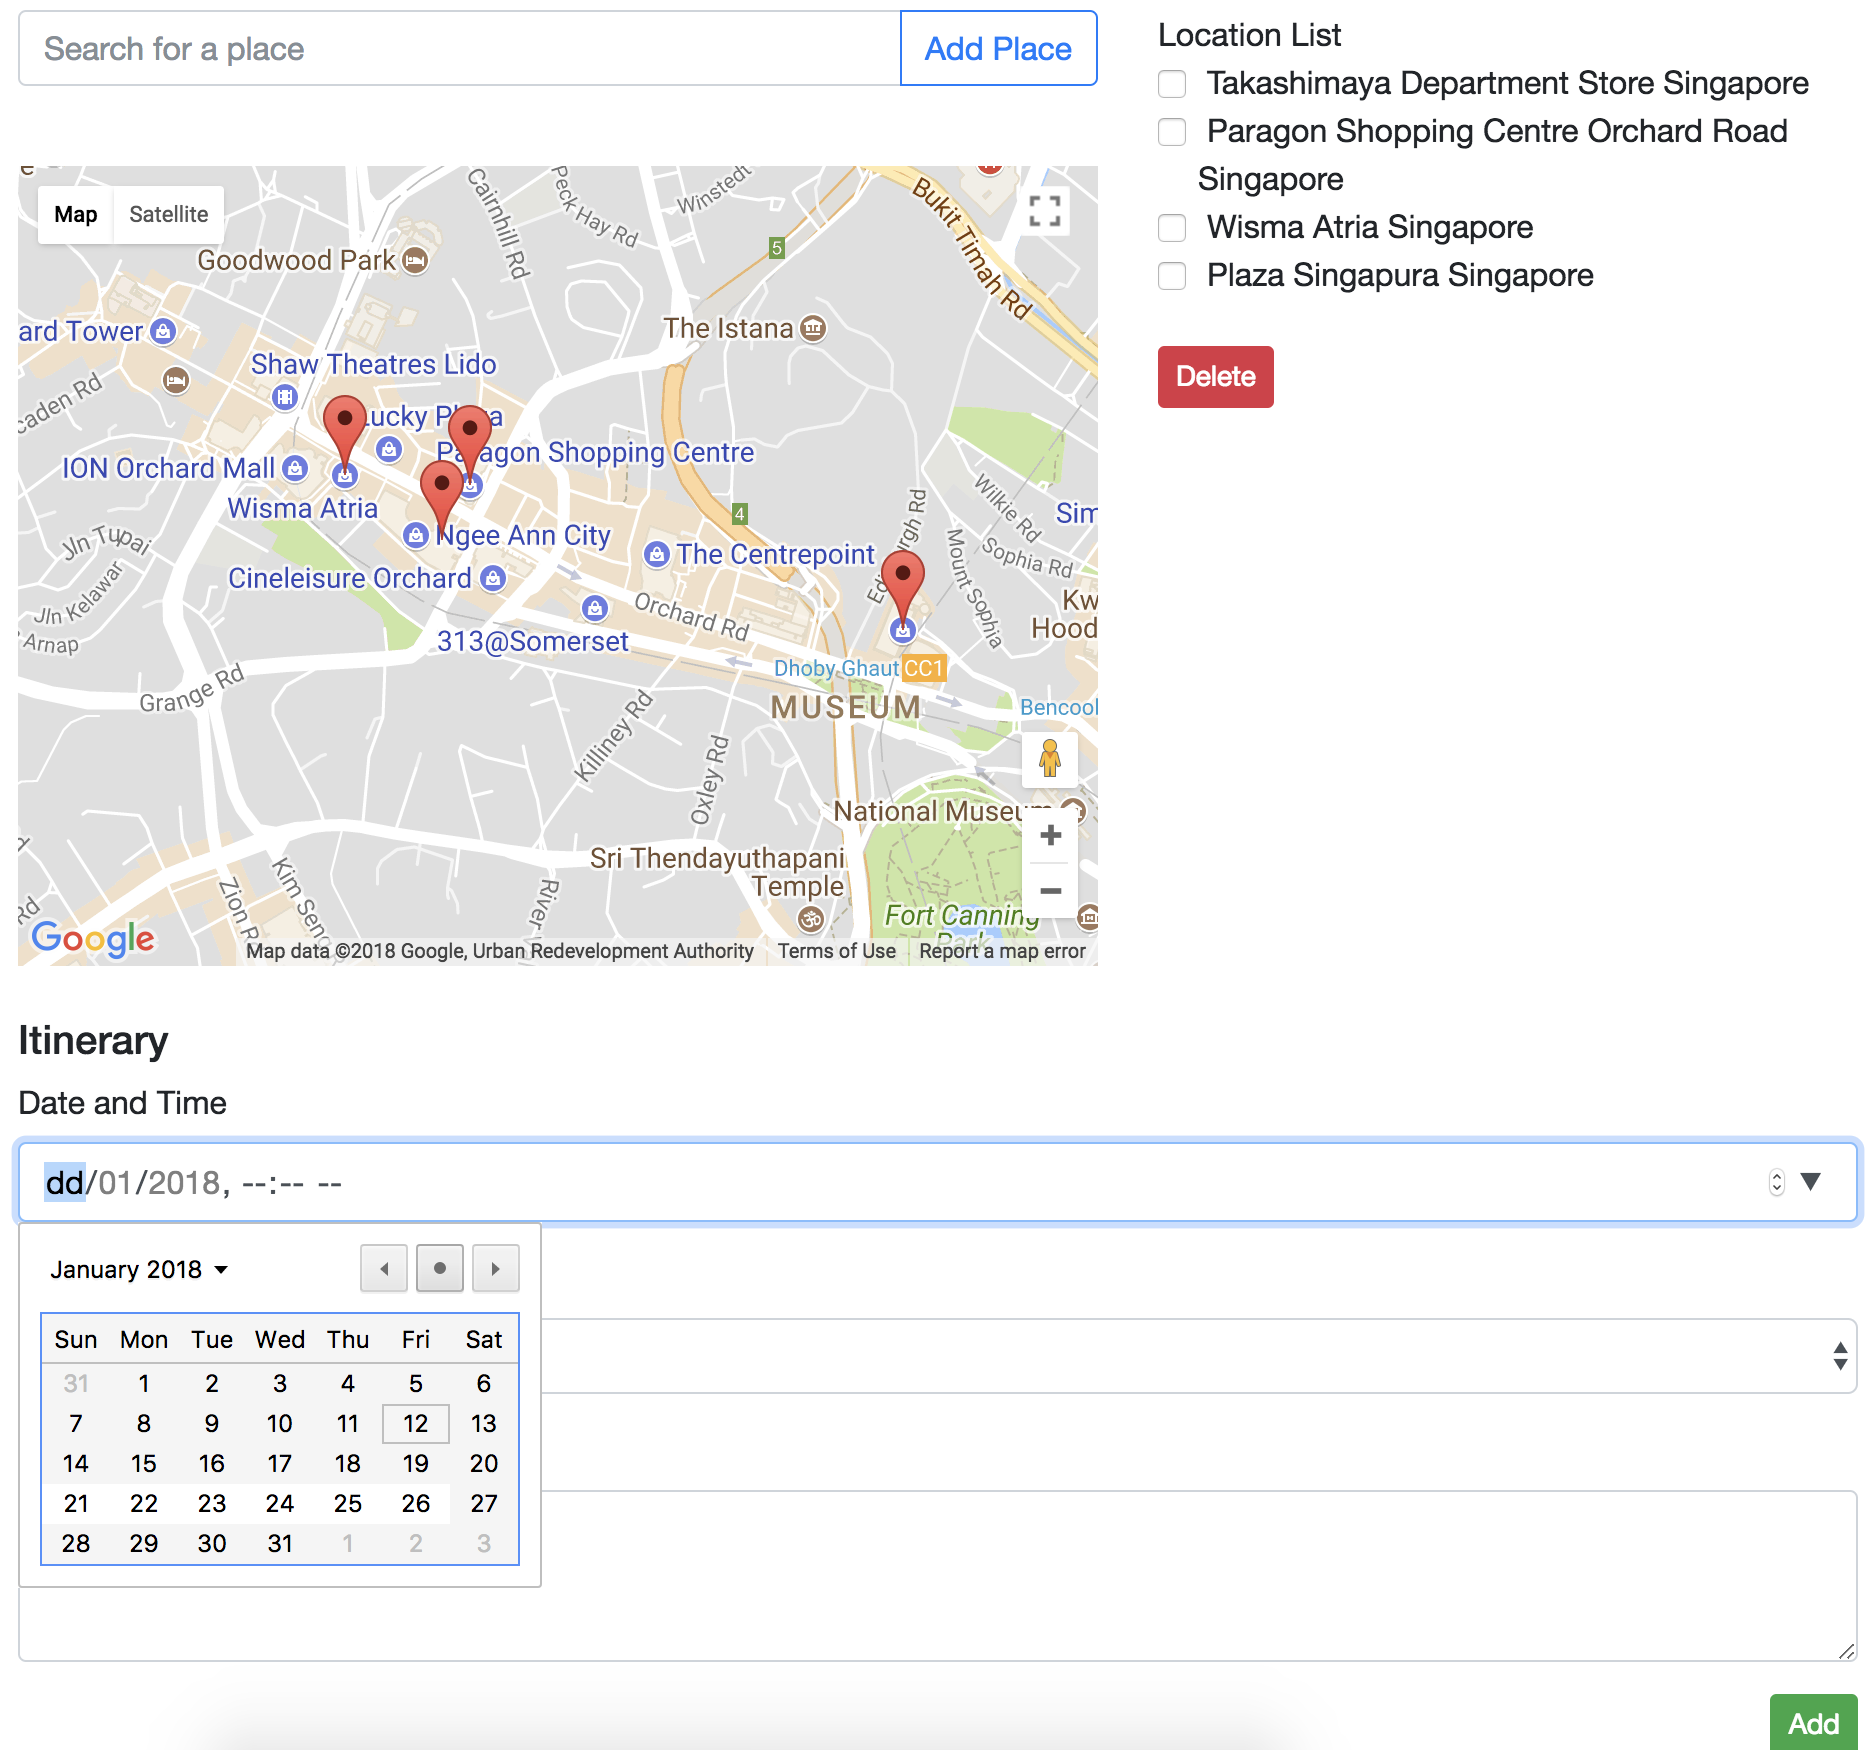 Search for a place
Add Place
Location List
Takashimaya Department Store Singapore
Paragon Shopping Centre Orchard Road
Singapore
Wisma Atria Singapore
Plaza Singapura Singapore
Delete
Map
Satellite
Cairnhill Rd
Peck Hay Rd
Winstedt
Bukit Timah Rd
5
Goodwood Park
ard Tower
The Istana
Shaw Theatres Lido
caden Rd
Lucky
Paragon Shopping Centre
ION Orchard Mall
Wisma Atria
4
Wilkie Rd
Sim
Ngee Ann City
The Centrepoint
Jln Tupai
Sophia Rd
Mount Sophia
Cineleisure Orchard
Jln Kelawar
Orchard Rd
Kw
Hood
Arnap
313@Somerset
Dhoby Ghaut CC1
Grange Rd
MUSEUM
Bencool
Killiney Rd
Oxley Rd
National
Sri Thendayuthapani
Temple
Kim Seng
Zion R
River
Rd
Fort Canning
Park
Google
Map data ©2018 Google, Urban Redevelopment Authority
Terms of Use
Report a map error
Itinerary
Date and Time
dd/01/2018, --:-- --
January 2018
Sun Mon Tue Wed Thu Fri Sat
31 1 2 3 4 5 6
7 8 9 10 11 12 13
14 15 16 17 18 19 20
21 22 23 24 25 26 27
28 29 30 31 1 2 3
Add